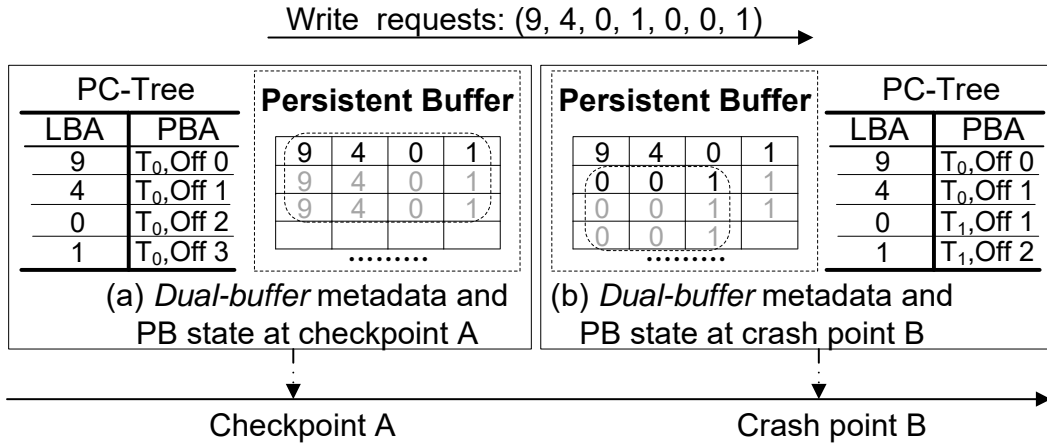 Write requests: (9, 4, 0, 1, 0, 0, 1)
PC-Tree
LBA PBA
9 T0,Off 0
4 T0,Off 1
0 T0,Off 2
1 T0,Off 3
Persistent Buffer
9 4 0 1
9 4 0 1
9 4 0 1
.........
(a) Dual-buffer metadata and
PB state at checkpoint A
Persistent Buffer
9 4 0 1
0 0 1 1
0 0 1 1
0 0 1
.........
PC-Tree
LBA PBA
9 T0,Off 0
4 T0,Off 1
0 T1,Off 1
1 T1,Off 2
(b) Dual-buffer metadata and
PB state at crash point B
Checkpoint A
Crash point B